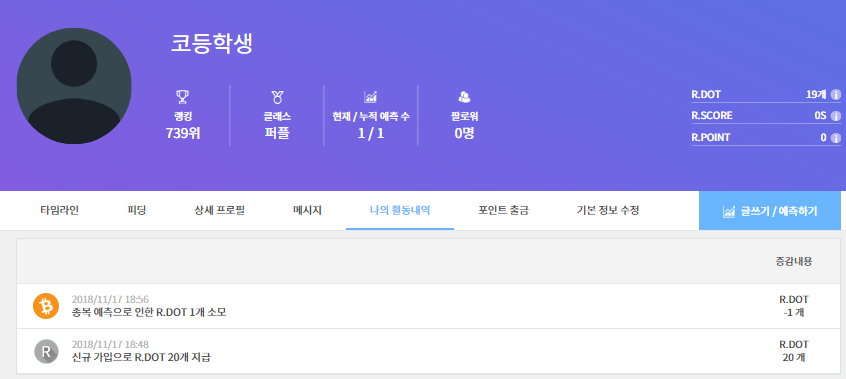 코등학생
랭킹
739위
클래스
퍼플
현재 / 누적 예측 수
1 / 1
팔로워
0명
R.DOT 19개
R.SCORE 0S
R.POINT 0
타임라인 피딩 상세 프로필 메시지 나의 활동내역 포인트 출금 기본 정보 수정 글쓰기 / 예측하기
증감내용
2018/11/17 18:56
종목 예측으로 인한 R.DOT 1개 소모
R.DOT
-1 개
R
2018/11/17 18:48
신규 가입으로 R.DOT 20개 지급
R.DOT
20 개